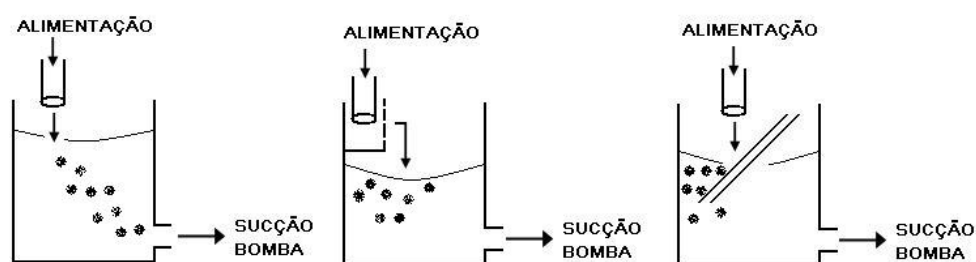 ALIMENTAÇÃO
SUCÇÃO
BOMBA
ALIMENTAÇÃO
SUCÇÃO
BOMBA
ALIMENTAÇÃO
SUCÇÃO
BOMBA